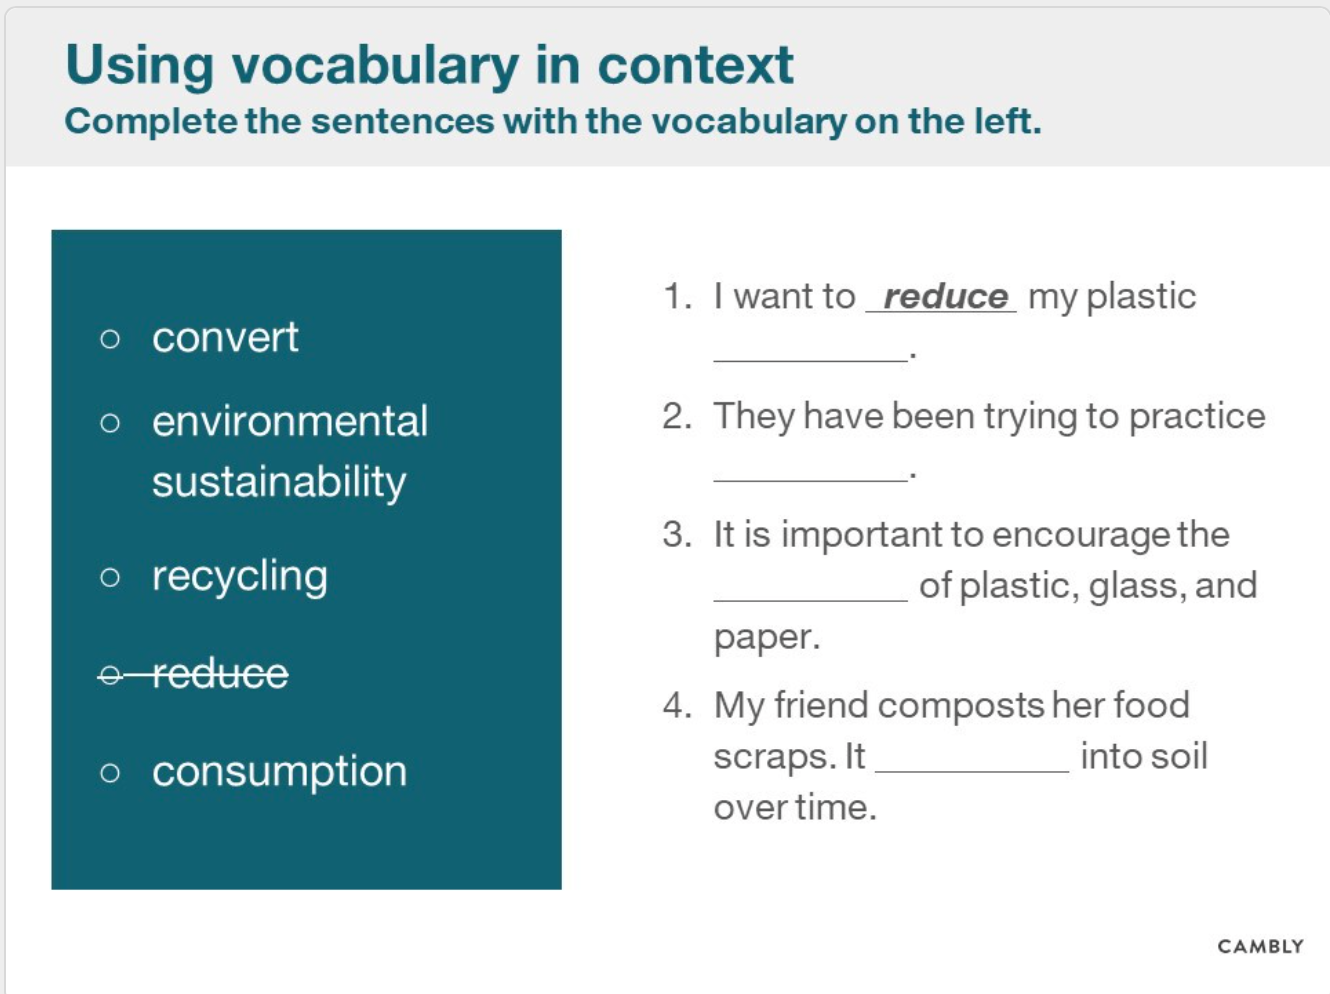 Using vocabulary in context
Complete the sentences with the vocabulary on the left.
○ convert
○ environmental
sustainability
○ recycling
○ reduce
○ consumption
1. I want to reduce my plastic
__________.
2. They have been trying to practice
__________.
3. It is important to encourage the
__________ of plastic, glass, and
paper.
4. My friend composts her food
scraps. It __________ into soil
over time.
CAMBLY